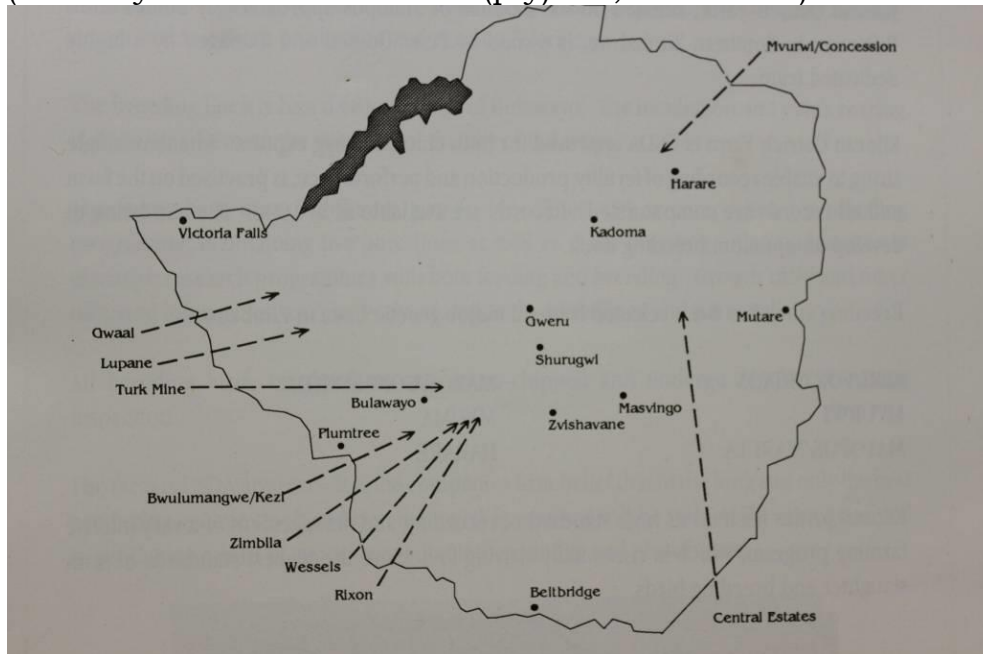 Mvurwi/Concession
Harare
Victoria Falls
Kadoma
Gwaai
Gweru
Mutare
Lupane
Shurugwi
Turk Mine
Bulawayo
Masvingo
Zvishavane
Plumtree
Bwulumangwe/Kezi
Zimbila
Wessels
Rixon
Beitbridge
Central Estates